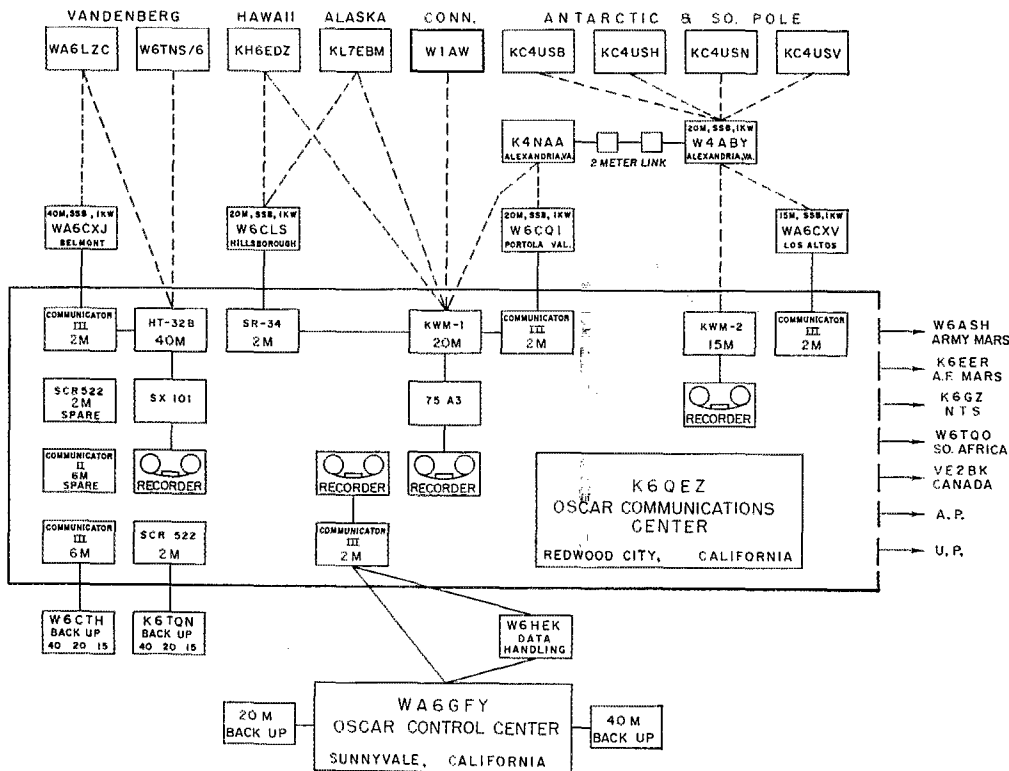 VANDENBERG
HAWAII
ALASKA
CONN.
ANTARCTIC & SO. POLE
WA6LZC
W6TNS/6
KH6EDZ
KL7EBM
W1AW
KC4USB
KC4USH
KC4USN
KC4USV
K4NAA
ALEXANDRIA, VA.
2 METER LINK
20M, SSB, 1KW
W4ABY
ALEXANDRIA, VA.
40M, SSB, 1KW
WA6CXJ
BELMONT
20M, SSB, 1KW
W6CLS
HILLSBOROUGH
20M, SSB, 1KW
W6CQI
PORTOLA VAL.
15M, SSB, 1KW
WA6CXV
LOS ALTOS
COMMUNICATOR
III
2M
HT-32B
40M
SR-34
2M
KWM-1
20M
COMMUNICATOR
III
2M
KWM-2
15M
COMMUNICATOR
III
2M
W6ASH
ARMY MARS
K6EER
A.F. MARS
K6GZ
NTS
W6TQO
SO. AFRICA
VE2BK
CANADA
A.P.
U.P.
SCR522
2M
SPARE
SX 101
75 A3
RECORDER
COMMUNICATOR
II
6M
SPARE
RECORDER
RECORDER
RECORDER
K6QEZ
OSCAR COMMUNICATIONS
CENTER
REDWOOD CITY, CALIFORNIA
COMMUNICATOR
III
6M
SCR 522
2M
COMMUNICATOR
III
2M
W6CTH
BACK UP
40 20 15
K6TQN
BACK UP
40 20 15
W6HEK
DATA
HANDLING
20 M
BACK UP
WA6GFY
OSCAR CONTROL CENTER
SUNNYVALE, CALIFORNIA
40 M
BACK UP